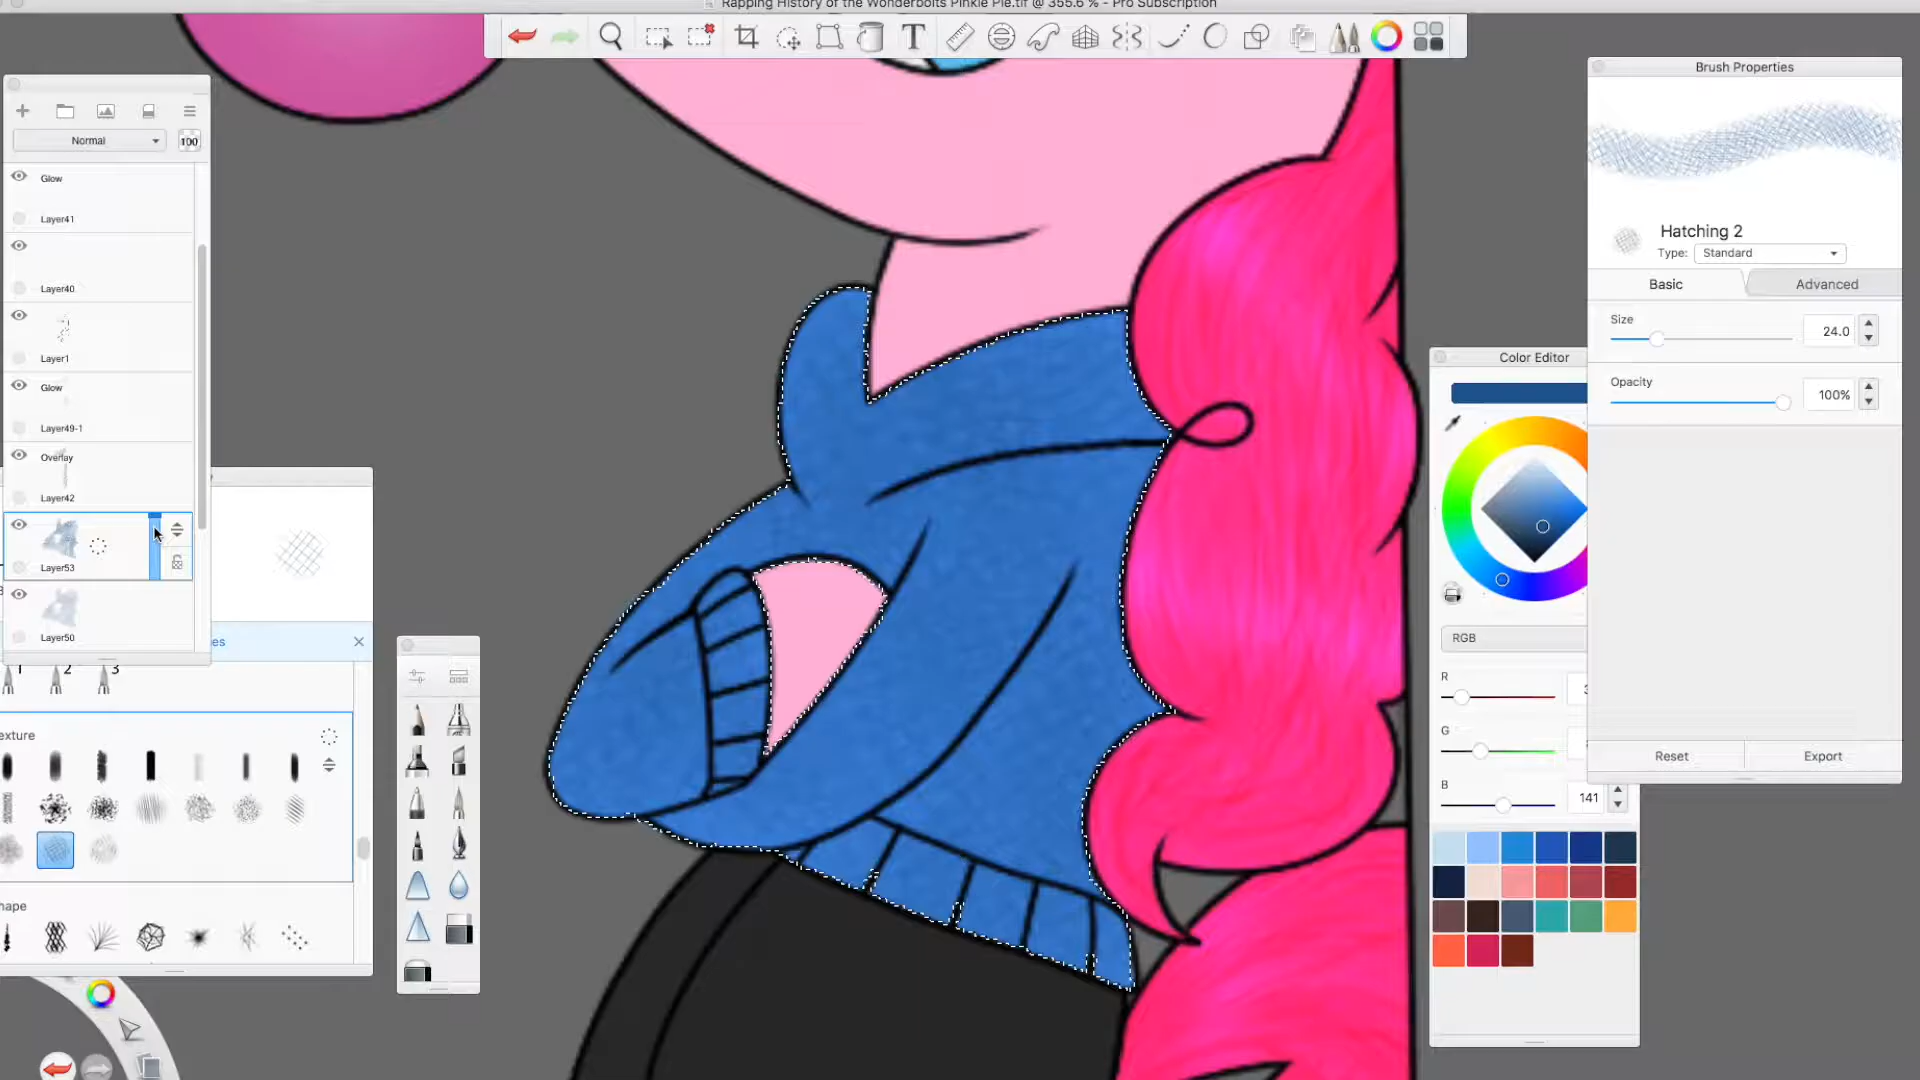 Rapping History of the Wonderbolts Pinkie Pie.tif @ 355.6 % - Pro Subscription
T
Normal
100
Glow
Layer41
Layer40
Layer1
Glow
Layer49-1
Overlay
Layer42
Layer53
Layer50
1
2
3
Brush Properties
Hatching 2
Type:
Standard
Basic
Advanced
Size
24.0
Opacity
100%
Reset
Export
Color Editor
RGB
R
G
B
141